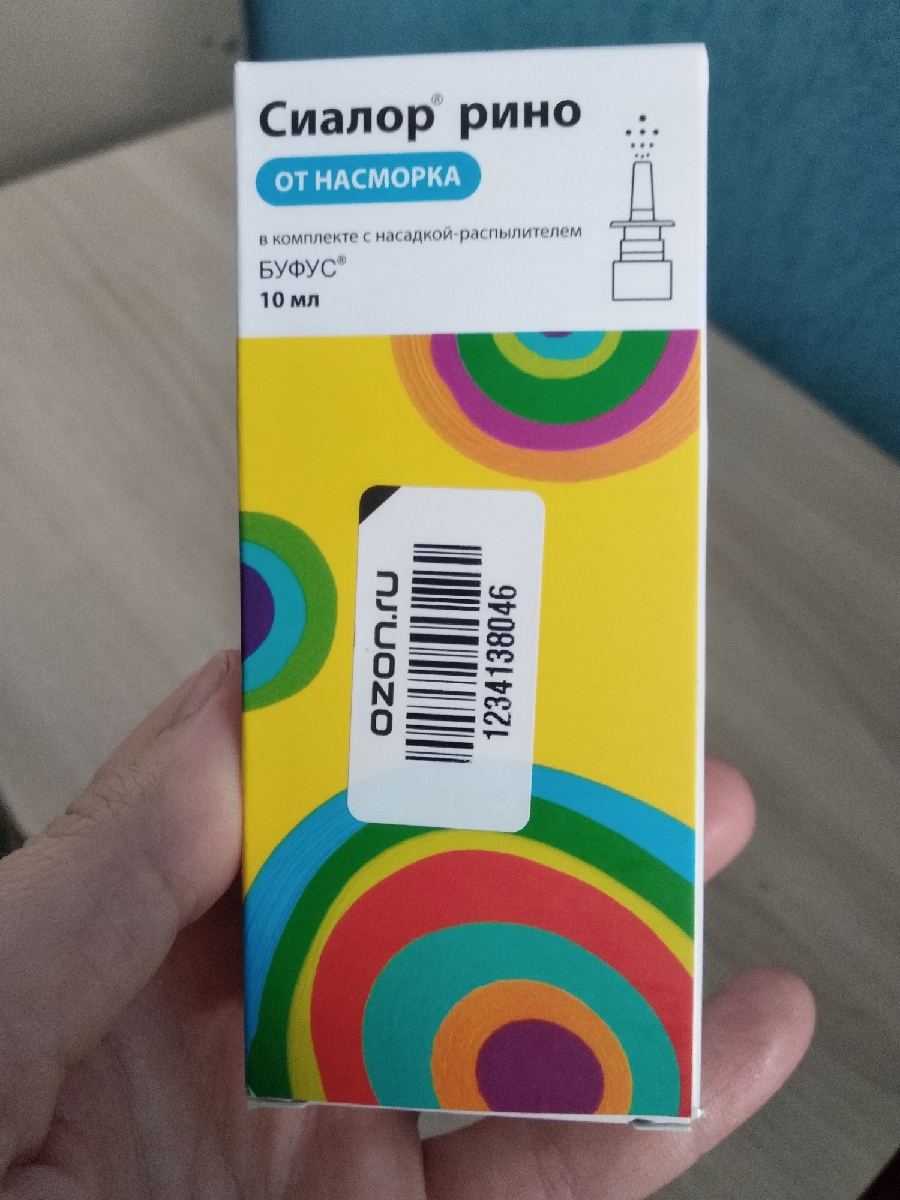 Сиалор® рино
ОТ НАСМОРКА
в комплекте с насадкой-распылителем
БУФУС®
10 мл
ozon.ru
1234138046